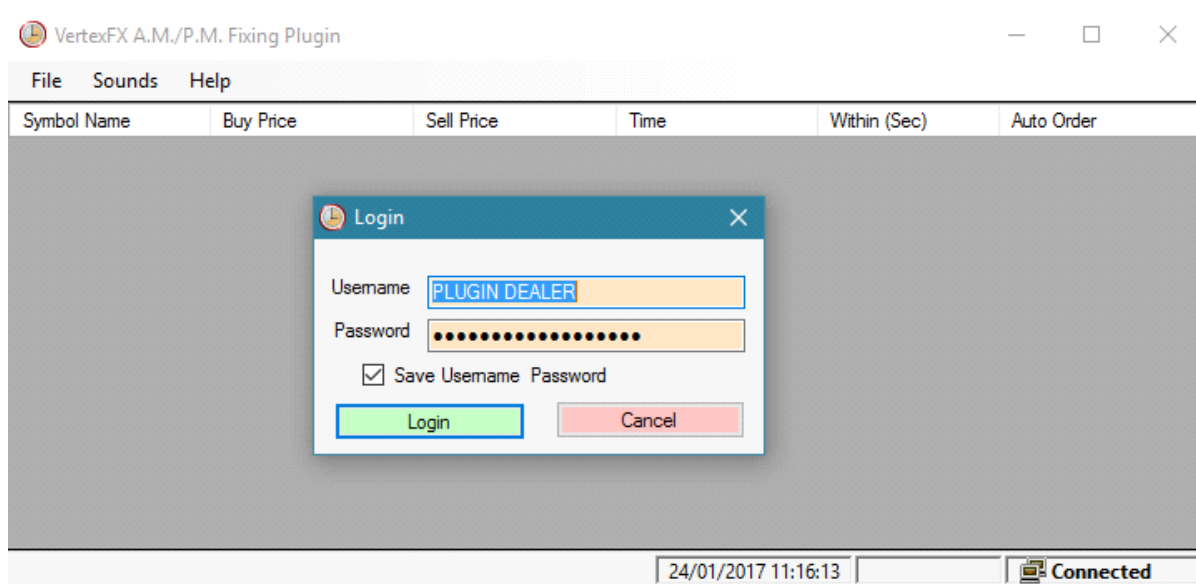 VertexFX A.M./P.M. Fixing Plugin
File Sounds Help
Symbol Name Buy Price Sell Price Time Within (Sec) Auto Order
Login
Username PLUGIN DEALER
Password ●●●●●●●●●●●●●●●●●●
Save Username Password
Login Cancel
24/01/2017 11:16:13 Connected